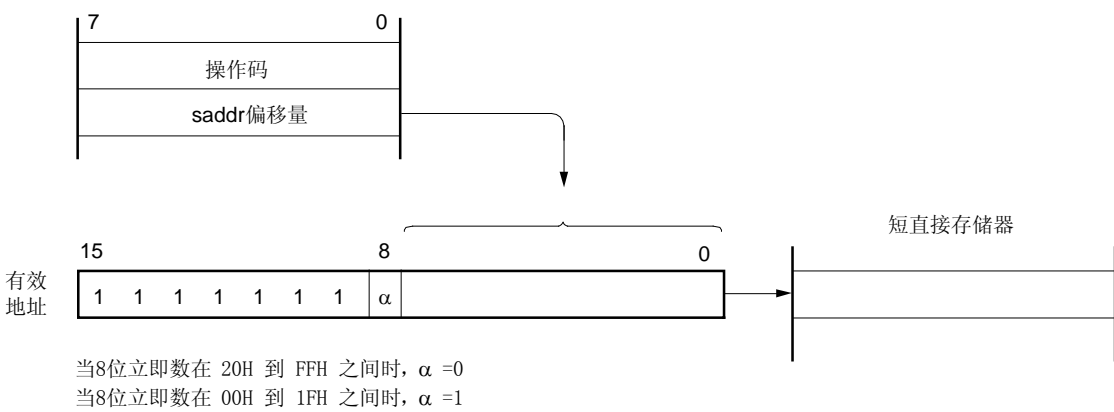 7 0
操作码
saddr偏移量
短直接存储器
15 8 0
有效
地址
1 1 1 1 1 1 1 α
当8位立即数在 20H 到 FFH 之间时, α =0
当8位立即数在 00H 到 1FH 之间时, α =1